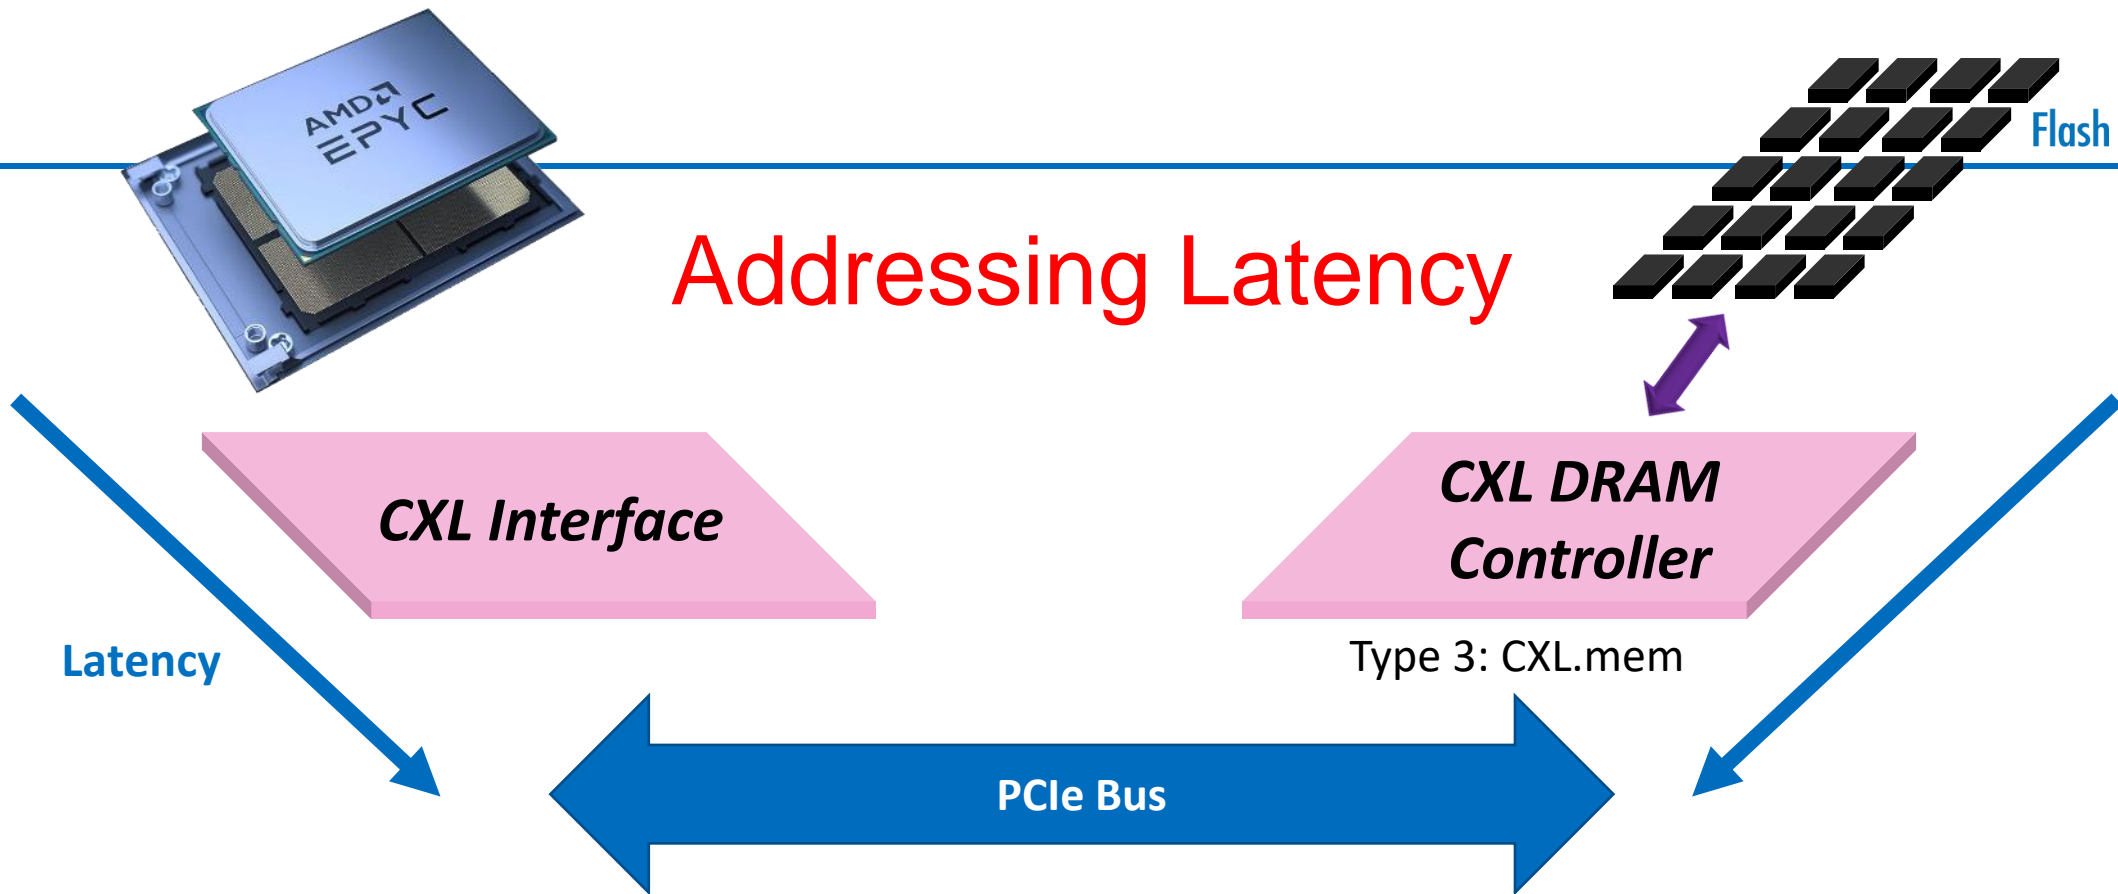 AMD
EPYC
Flash
Addressing Latency
CXL Interface
CXL DRAM
Controller
Latency
Type 3: CXL.mem
PCIe Bus